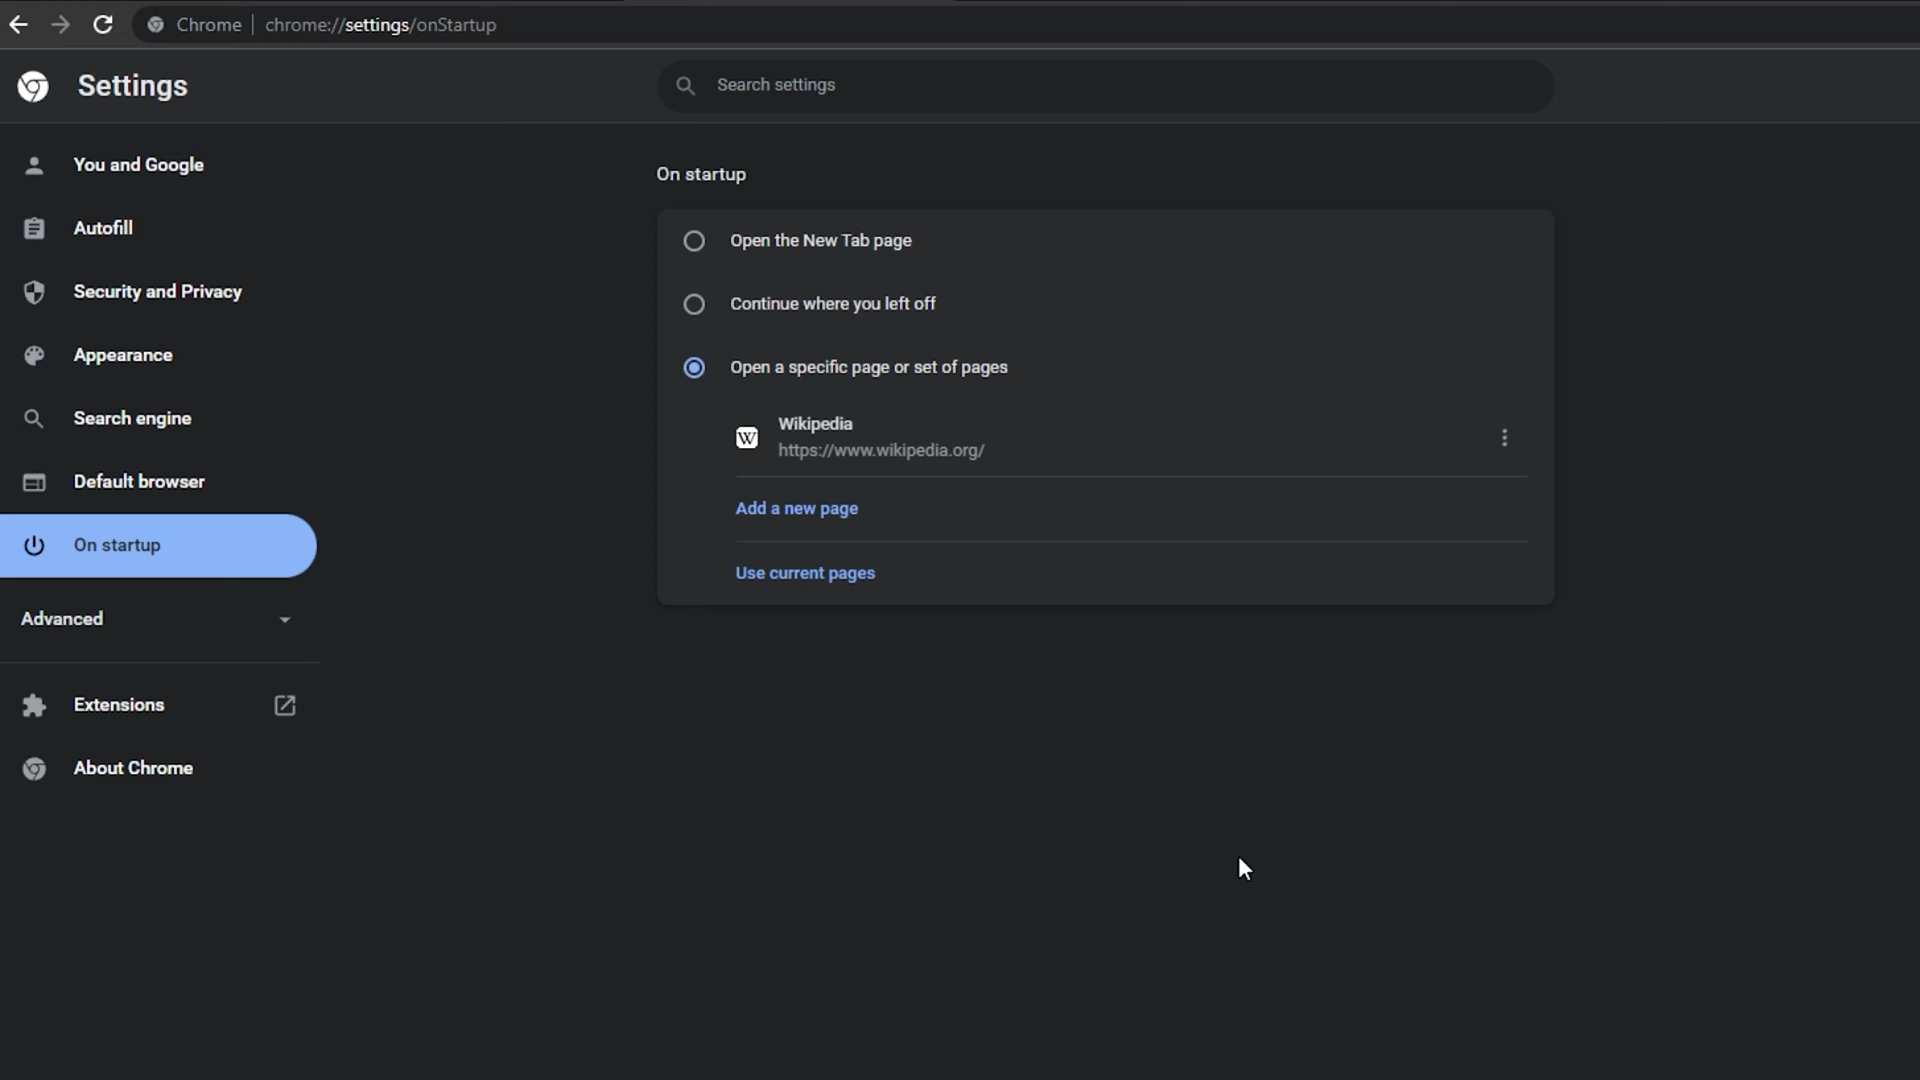 Chrome | chrome://settings/onStartup
Settings
Search settings
You and Google
Autofill
Security and Privacy
Appearance
Search engine
Default browser
On startup
Advanced
Extensions
About Chrome
On startup
Open the New Tab page
Continue where you left off
Open a specific page or set of pages
W
Wikipedia
https://www.wikipedia.org/
Add a new page
Use current pages